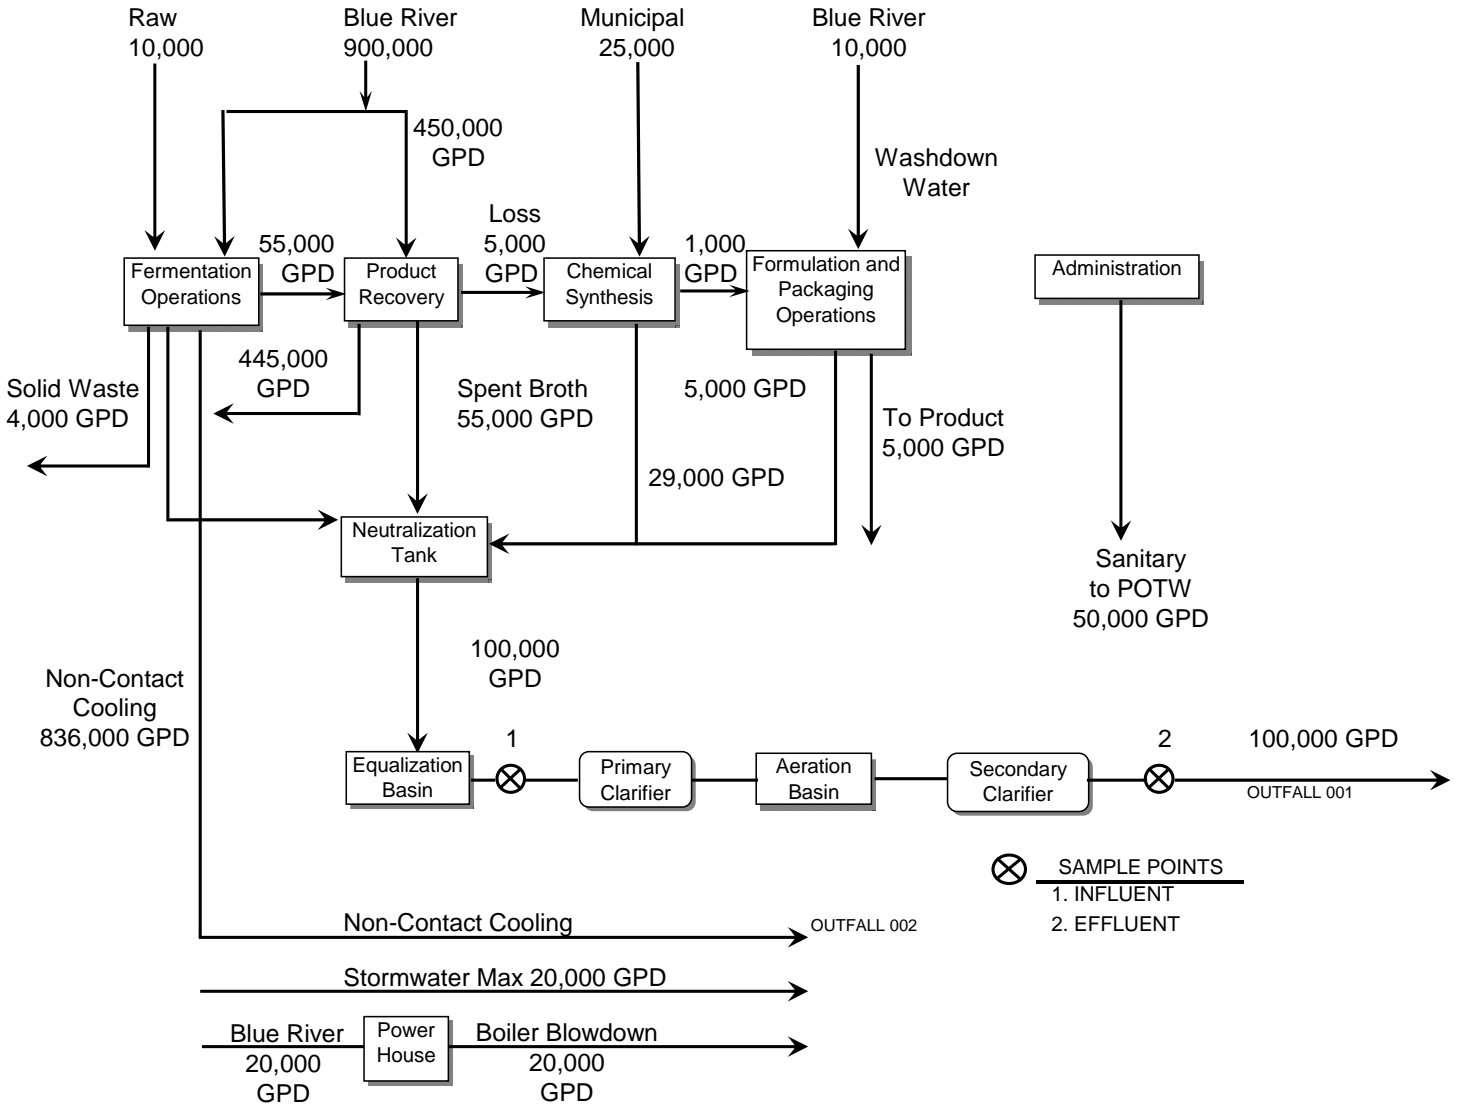 Raw
10,000
Blue River
900,000
Municipal
25,000
Blue River
10,000
450,000
GPD
Washdown
Water
55,000
GPD
Loss
5,000
GPD
1,000
GPD
Fermentation
Operations
Product
Recovery
Chemical
Synthesis
Formulation and
Packaging
Operations
Administration
Solid Waste
4,000 GPD
445,000
GPD
Spent Broth
55,000 GPD
5,000 GPD
To Product
5,000 GPD
29,000 GPD
Neutralization
Tank
Sanitary
to POTW
50,000 GPD
100,000
GPD
Non-Contact
Cooling
836,000 GPD
Equalization
Basin
1
Primary
Clarifier
Aeration
Basin
Secondary
Clarifier
2
100,000 GPD
OUTFALL 001
SAMPLE POINTS
1. INFLUENT
2. EFFLUENT
Non-Contact Cooling
OUTFALL 002
Stormwater Max 20,000 GPD
Blue River
20,000
GPD
Power
House
Boiler Blowdown
20,000
GPD